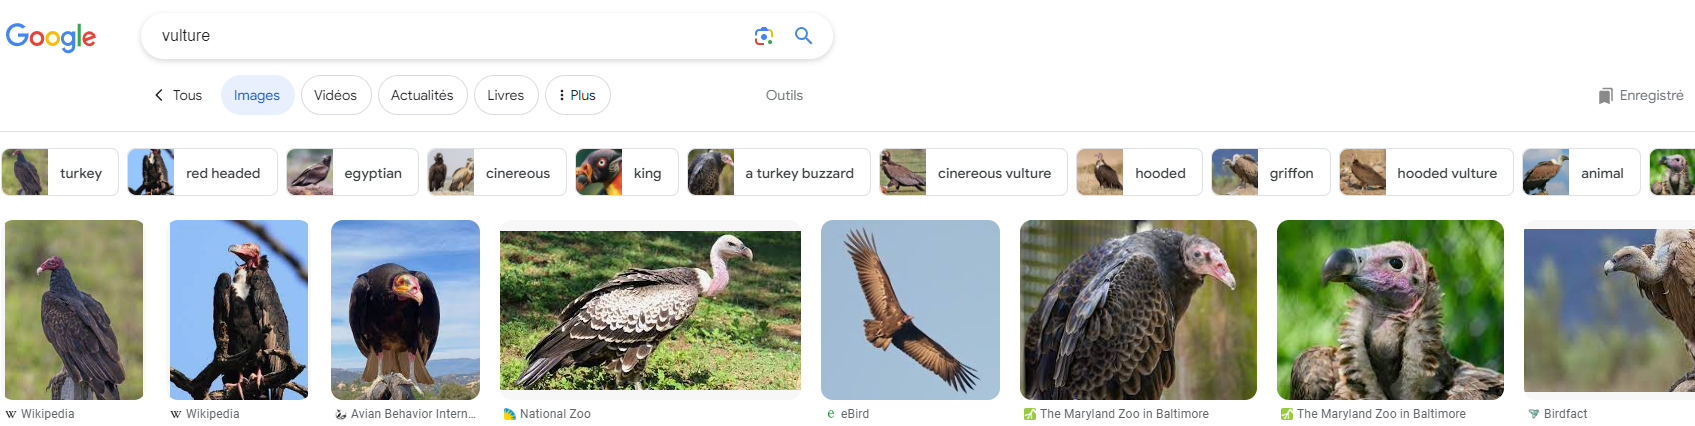 Google
vulture
Tous
Images
Vidéos
Actualités
Livres
Plus
Outils
Enregistré
turkey
red headed
egyptian
cinereous
king
a turkey buzzard
cinereous vulture
hooded
griffon
hooded vulture
animal
Wikipedia
Wikipedia
Avian Behavior Intern...
National Zoo
eBird
The Maryland Zoo in Baltimore
The Maryland Zoo in Baltimore
Birdfact